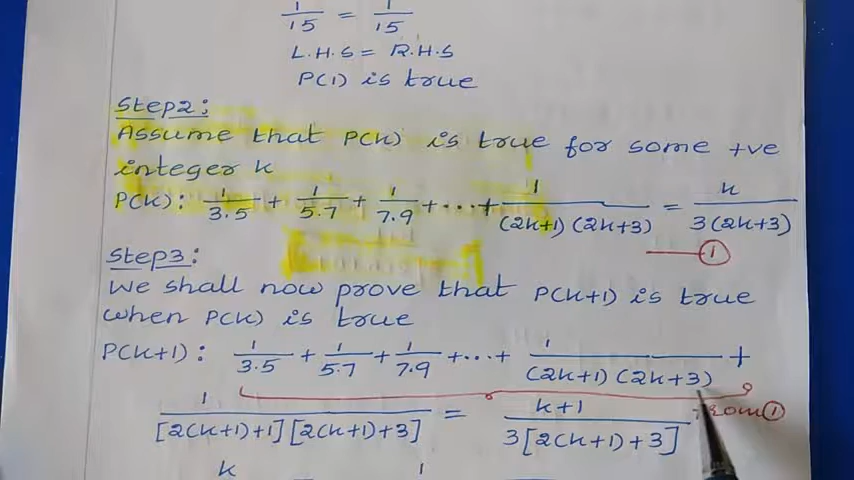 1/15 = 1/15
L.H.S = R.H.S
P(1) is true
Step2:
Assume that P(k) is true for some +ve
integer k
P(k): 1/3.5 + 1/5.7 + 1/7.9 + ... + 1/(2k+1)(2k+3) = k/3(2k+3)
①
Step3:
We shall now prove that P(k+1) is true
when P(k) is true
P(k+1): 1/3.5 + 1/5.7 + 1/7.9 + ... + 1/(2k+1)(2k+3) +
1/[2(k+1)+1][2(k+1)+3] = k+1/3[2(k+1)+3] from ①
k 1